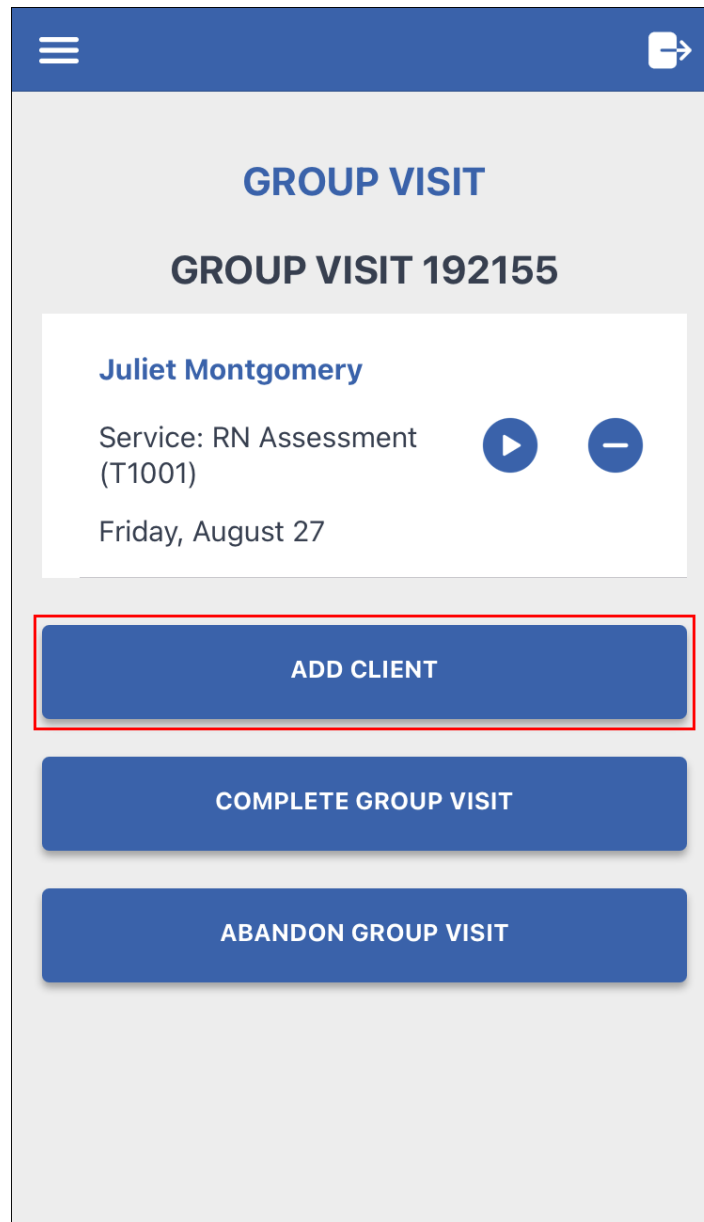 GROUP VISIT
GROUP VISIT 192155
Juliet Montgomery
Service: RN Assessment
(T1001)
Friday, August 27
ADD CLIENT
COMPLETE GROUP VISIT
ABANDON GROUP VISIT